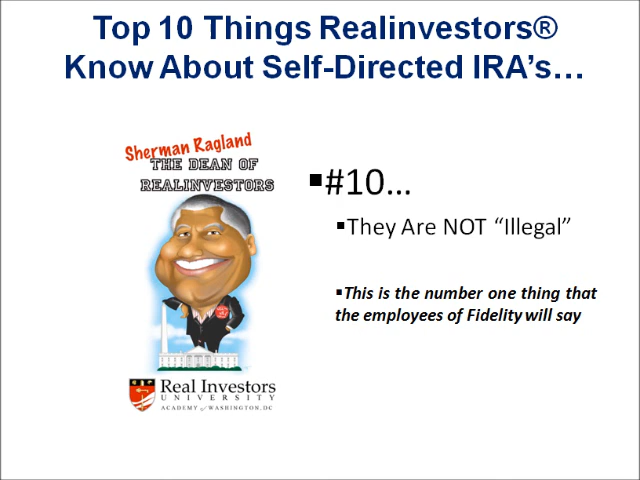 Top 10 Things Realinvestors®
Know About Self-Directed IRA's…
Sherman Ragland
THE DEAN OF
REALINVESTORS
▪#10…
▪They Are NOT “Illegal”
▪This is the number one thing that
the employees of Fidelity will say
Real Investors
UNIVERSITY
ACADEMY of WASHINGTON, DC